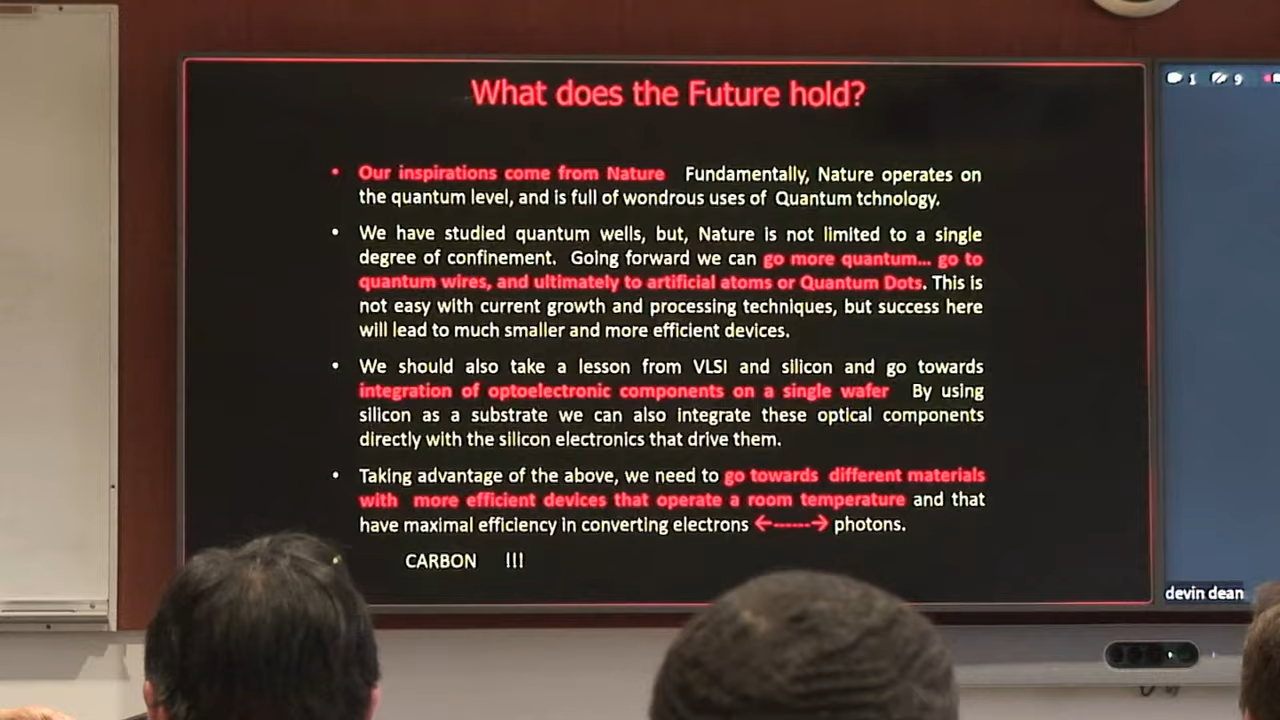 What does the Future hold?
1 9
• Our inspirations come from Nature Fundamentally, Nature operates on
the quantum level, and is full of wondrous uses of Quantum tchnology.
• We have studied quantum wells, but, Nature is not limited to a single
degree of confinement. Going forward we can go more quantum... go to
quantum wires, and ultimately to artificial atoms or Quantum Dots. This is
not easy with current growth and processing techniques, but success here
will lead to much smaller and more efficient devices.
• We should also take a lesson from VLSI and silicon and go towards
integration of optoelectronic components on a single wafer By using
silicon as a substrate we can also integrate these optical components
directly with the silicon electronics that drive them.
• Taking advantage of the above, we need to go towards different materials
with more efficient devices that operate a room temperature and that
have maximal efficiency in converting electrons <------> photons.
CARBON !!!
devin dean